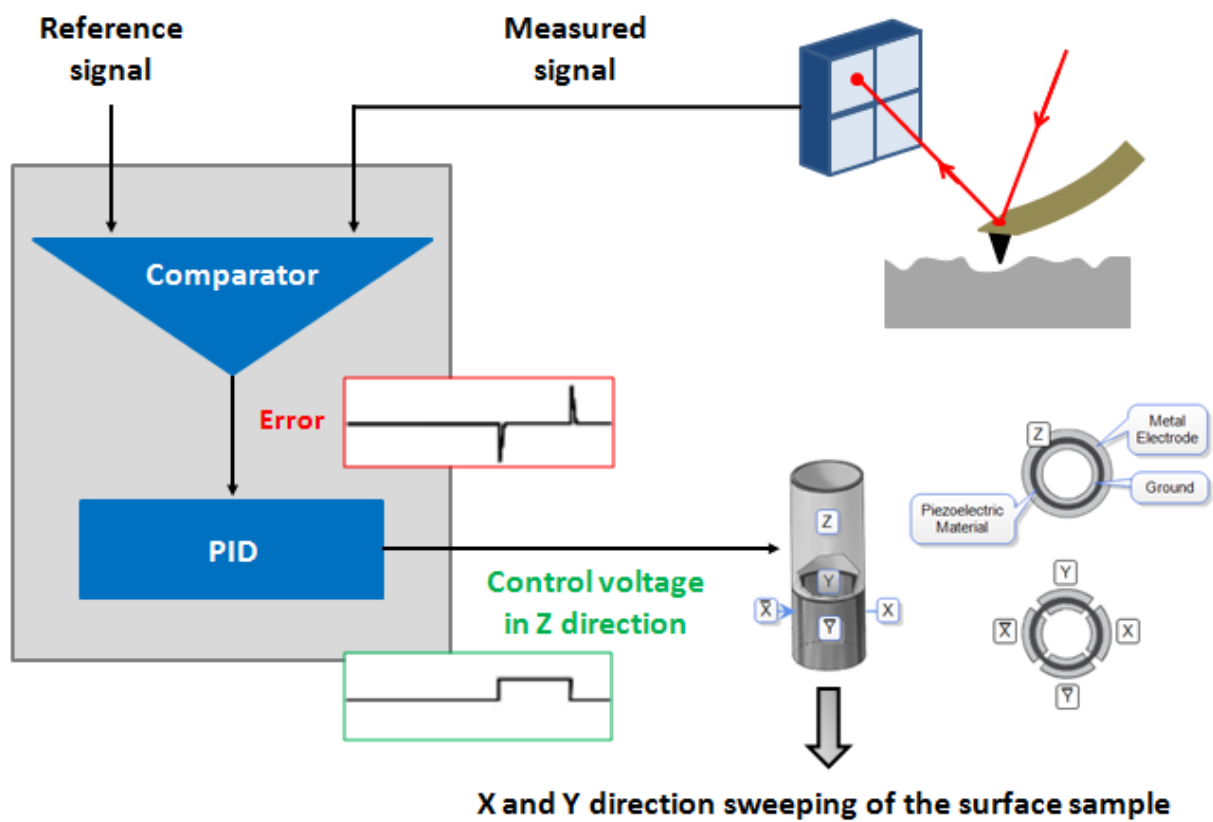 Reference
signal
Measured
signal
Comparator
Error
PID
Control voltage
in Z direction
Z
Y
X̅
X
Y̅
Z
Metal
Electrode
Ground
Piezoelectric
Material
Y
X̅
X
Y̅
X and Y direction sweeping of the surface sample